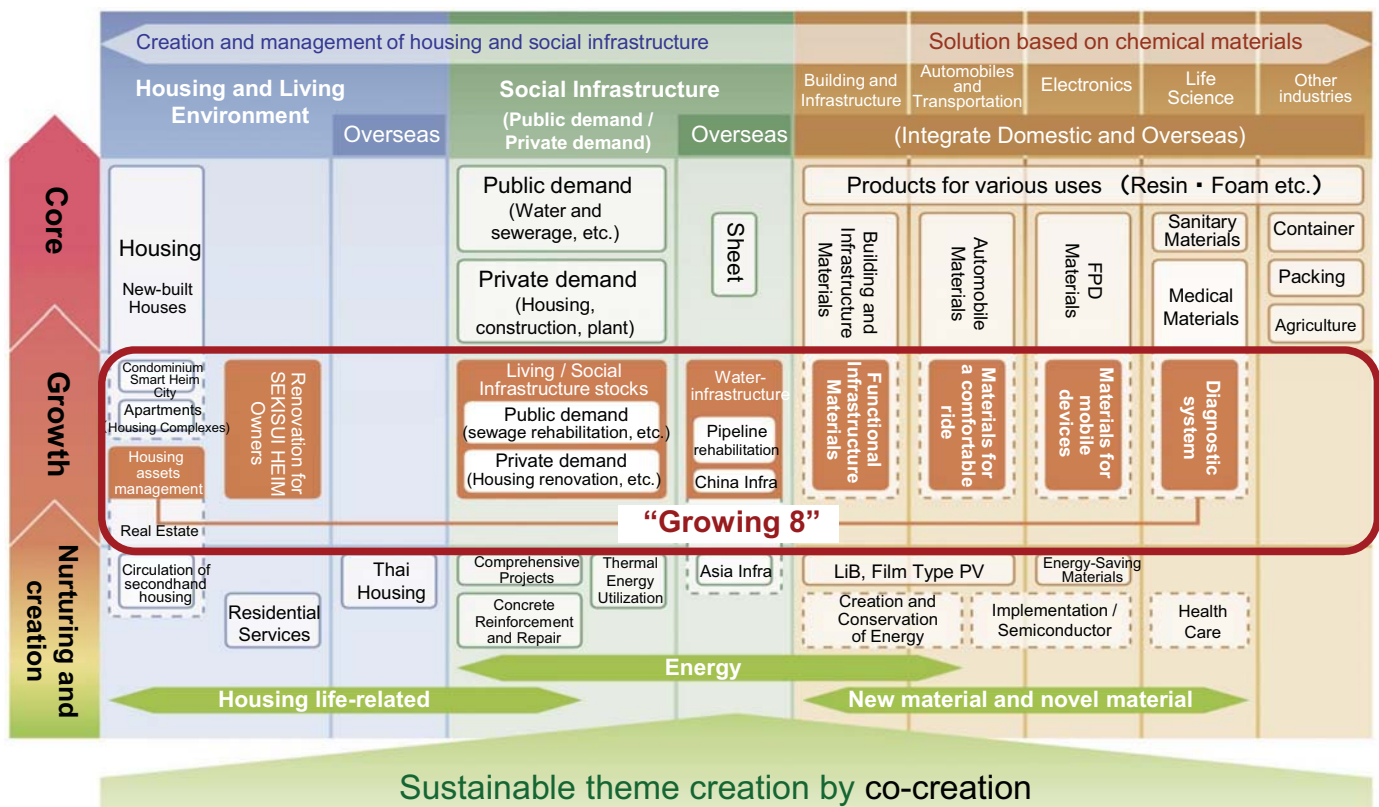 Creation and management of housing and social infrastructure
Solution based on chemical materials
Housing and Living
Environment
Overseas
Social Infrastructure
(Public demand /
Private demand)
Overseas
Building and
Infrastructure
Automobiles
and
Transportation
Electronics
Life
Science
Other
industries
(Integrate Domestic and Overseas)
Core
Housing
New-built
Houses
Public demand
(Water and
sewerage, etc.)
Private demand
(Housing,
construction, plant)
Sheet
Products for various uses （Resin・Foam etc.）
Building and
Infrastructure
Materials
Automobile
Materials
FPD
Materials
Sanitary
Materials
Medical
Materials
Container
Packing
Agriculture
Growth
Condominium
Smart Heim
City
Apartments
(Housing Complexes)
Housing
assets
management
Real Estate
Renovation for
SEKISUI HEIM
Owners
Living / Social
Infrastructure stocks
Public demand
(sewage rehabilitation, etc.)
Private demand
(Housing renovation, etc.)
Water-
infrastructure
Pipeline
rehabilitation
China Infra
Functional
Infrastructure
Materials
Materials for
a comfortable
ride
Materials for
mobile
devices
Diagnostic
system
“Growing 8”
Nurturing and
creation
Circulation of
secondhand
housing
Residential
Services
Thai
Housing
Comprehensive
Projects
Concrete
Reinforcement
and Repair
Thermal
Energy
Utilization
Asia Infra
LiB, Film Type PV
Energy-Saving
Materials
Creation and
Conservation
of Energy
Implementation /
Semiconductor
Health
Care
Energy
Housing life-related
New material and novel material
Sustainable theme creation by co-creation